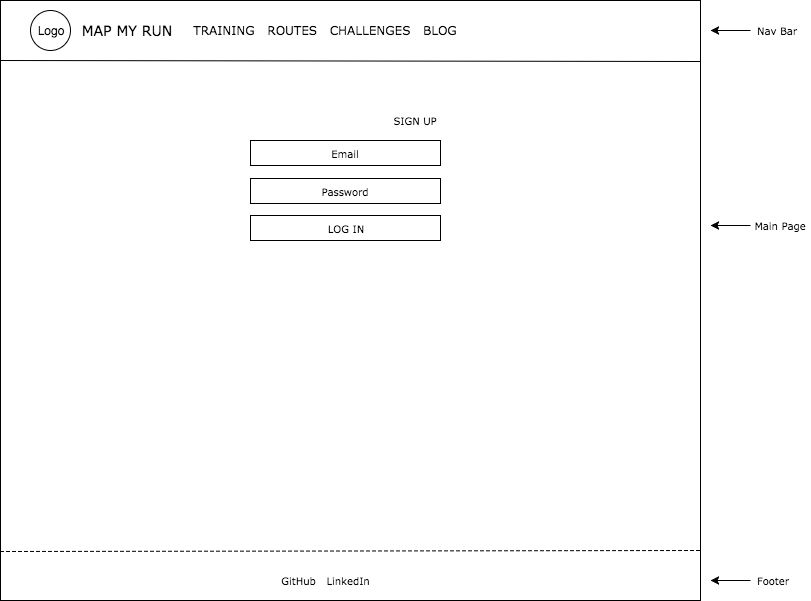 Logo MAP MY RUN TRAINING ROUTES CHALLENGES BLOG
Nav Bar
SIGN UP
Email
Password
LOG IN
Main Page
GitHub LinkedIn
Footer